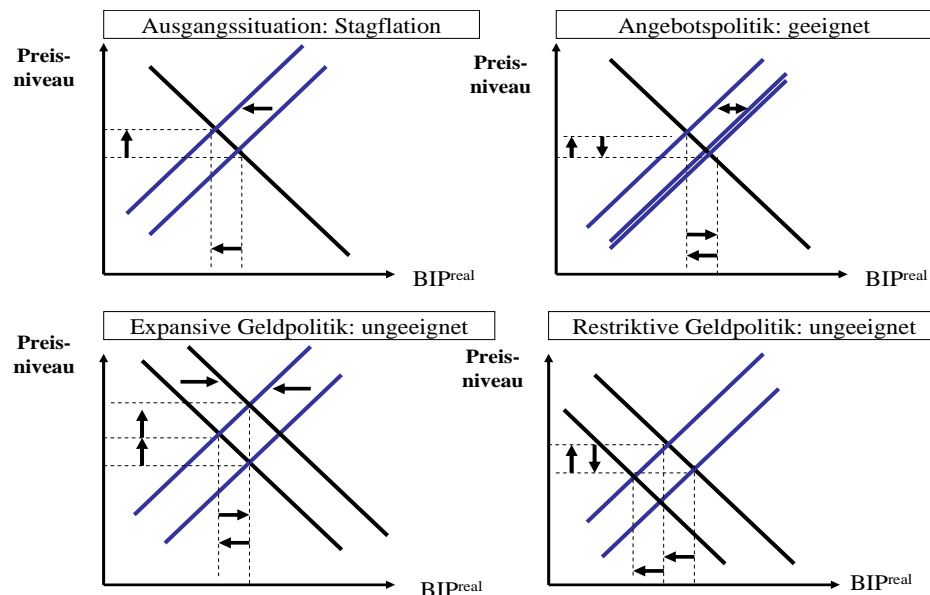 Ausgangssituation: Stagflation
Preis-
niveau
BIPreal
Angebotspolitik: geeignet
Preis-
niveau
BIPreal
Expansive Geldpolitik: ungeeignet
Preis-
niveau
BIPreal
Restriktive Geldpolitik: ungeeignet
Preis-
niveau
BIPreal